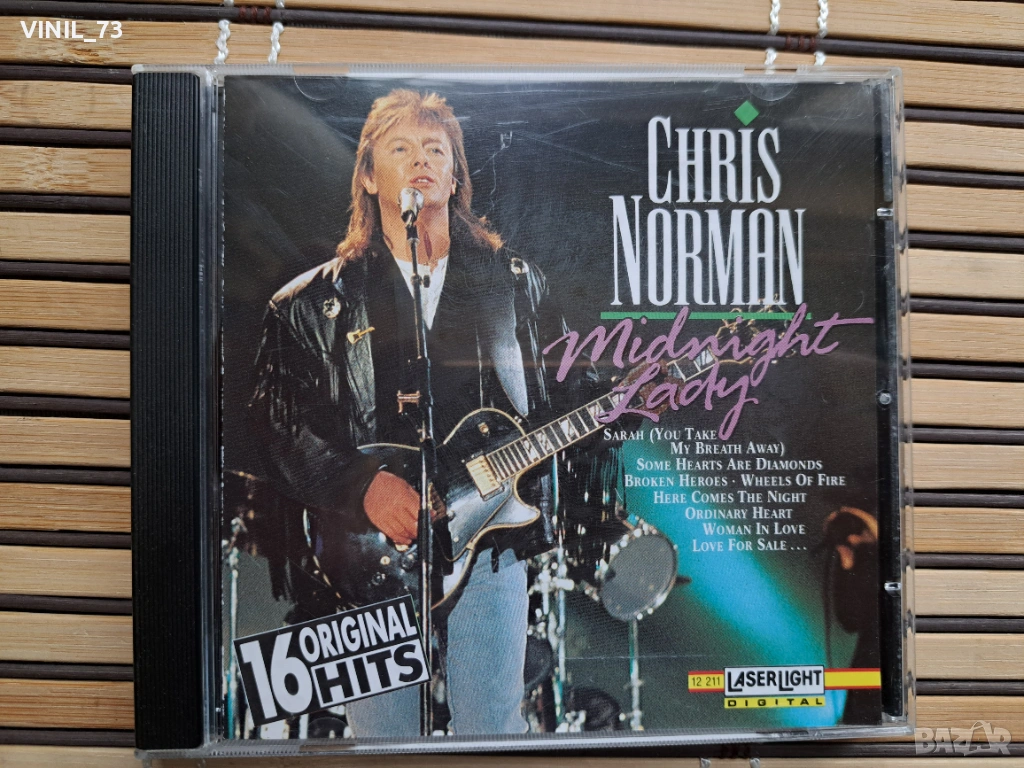 VINIL_73
CHRIS
NORMAN
Midnight
Lady
SARAH (YOU TAKE
MY BREATH AWAY)
SOME HEARTS ARE DIAMONDS
BROKEN HEROES · WHEELS OF FIRE
HERE COMES THE NIGHT
ORDINARY HEART
WOMAN IN LOVE
LOVE FOR SALE ...
16 ORIGINAL
HITS
12 211 LASERLIGHT
DIGITAL
BAZAR